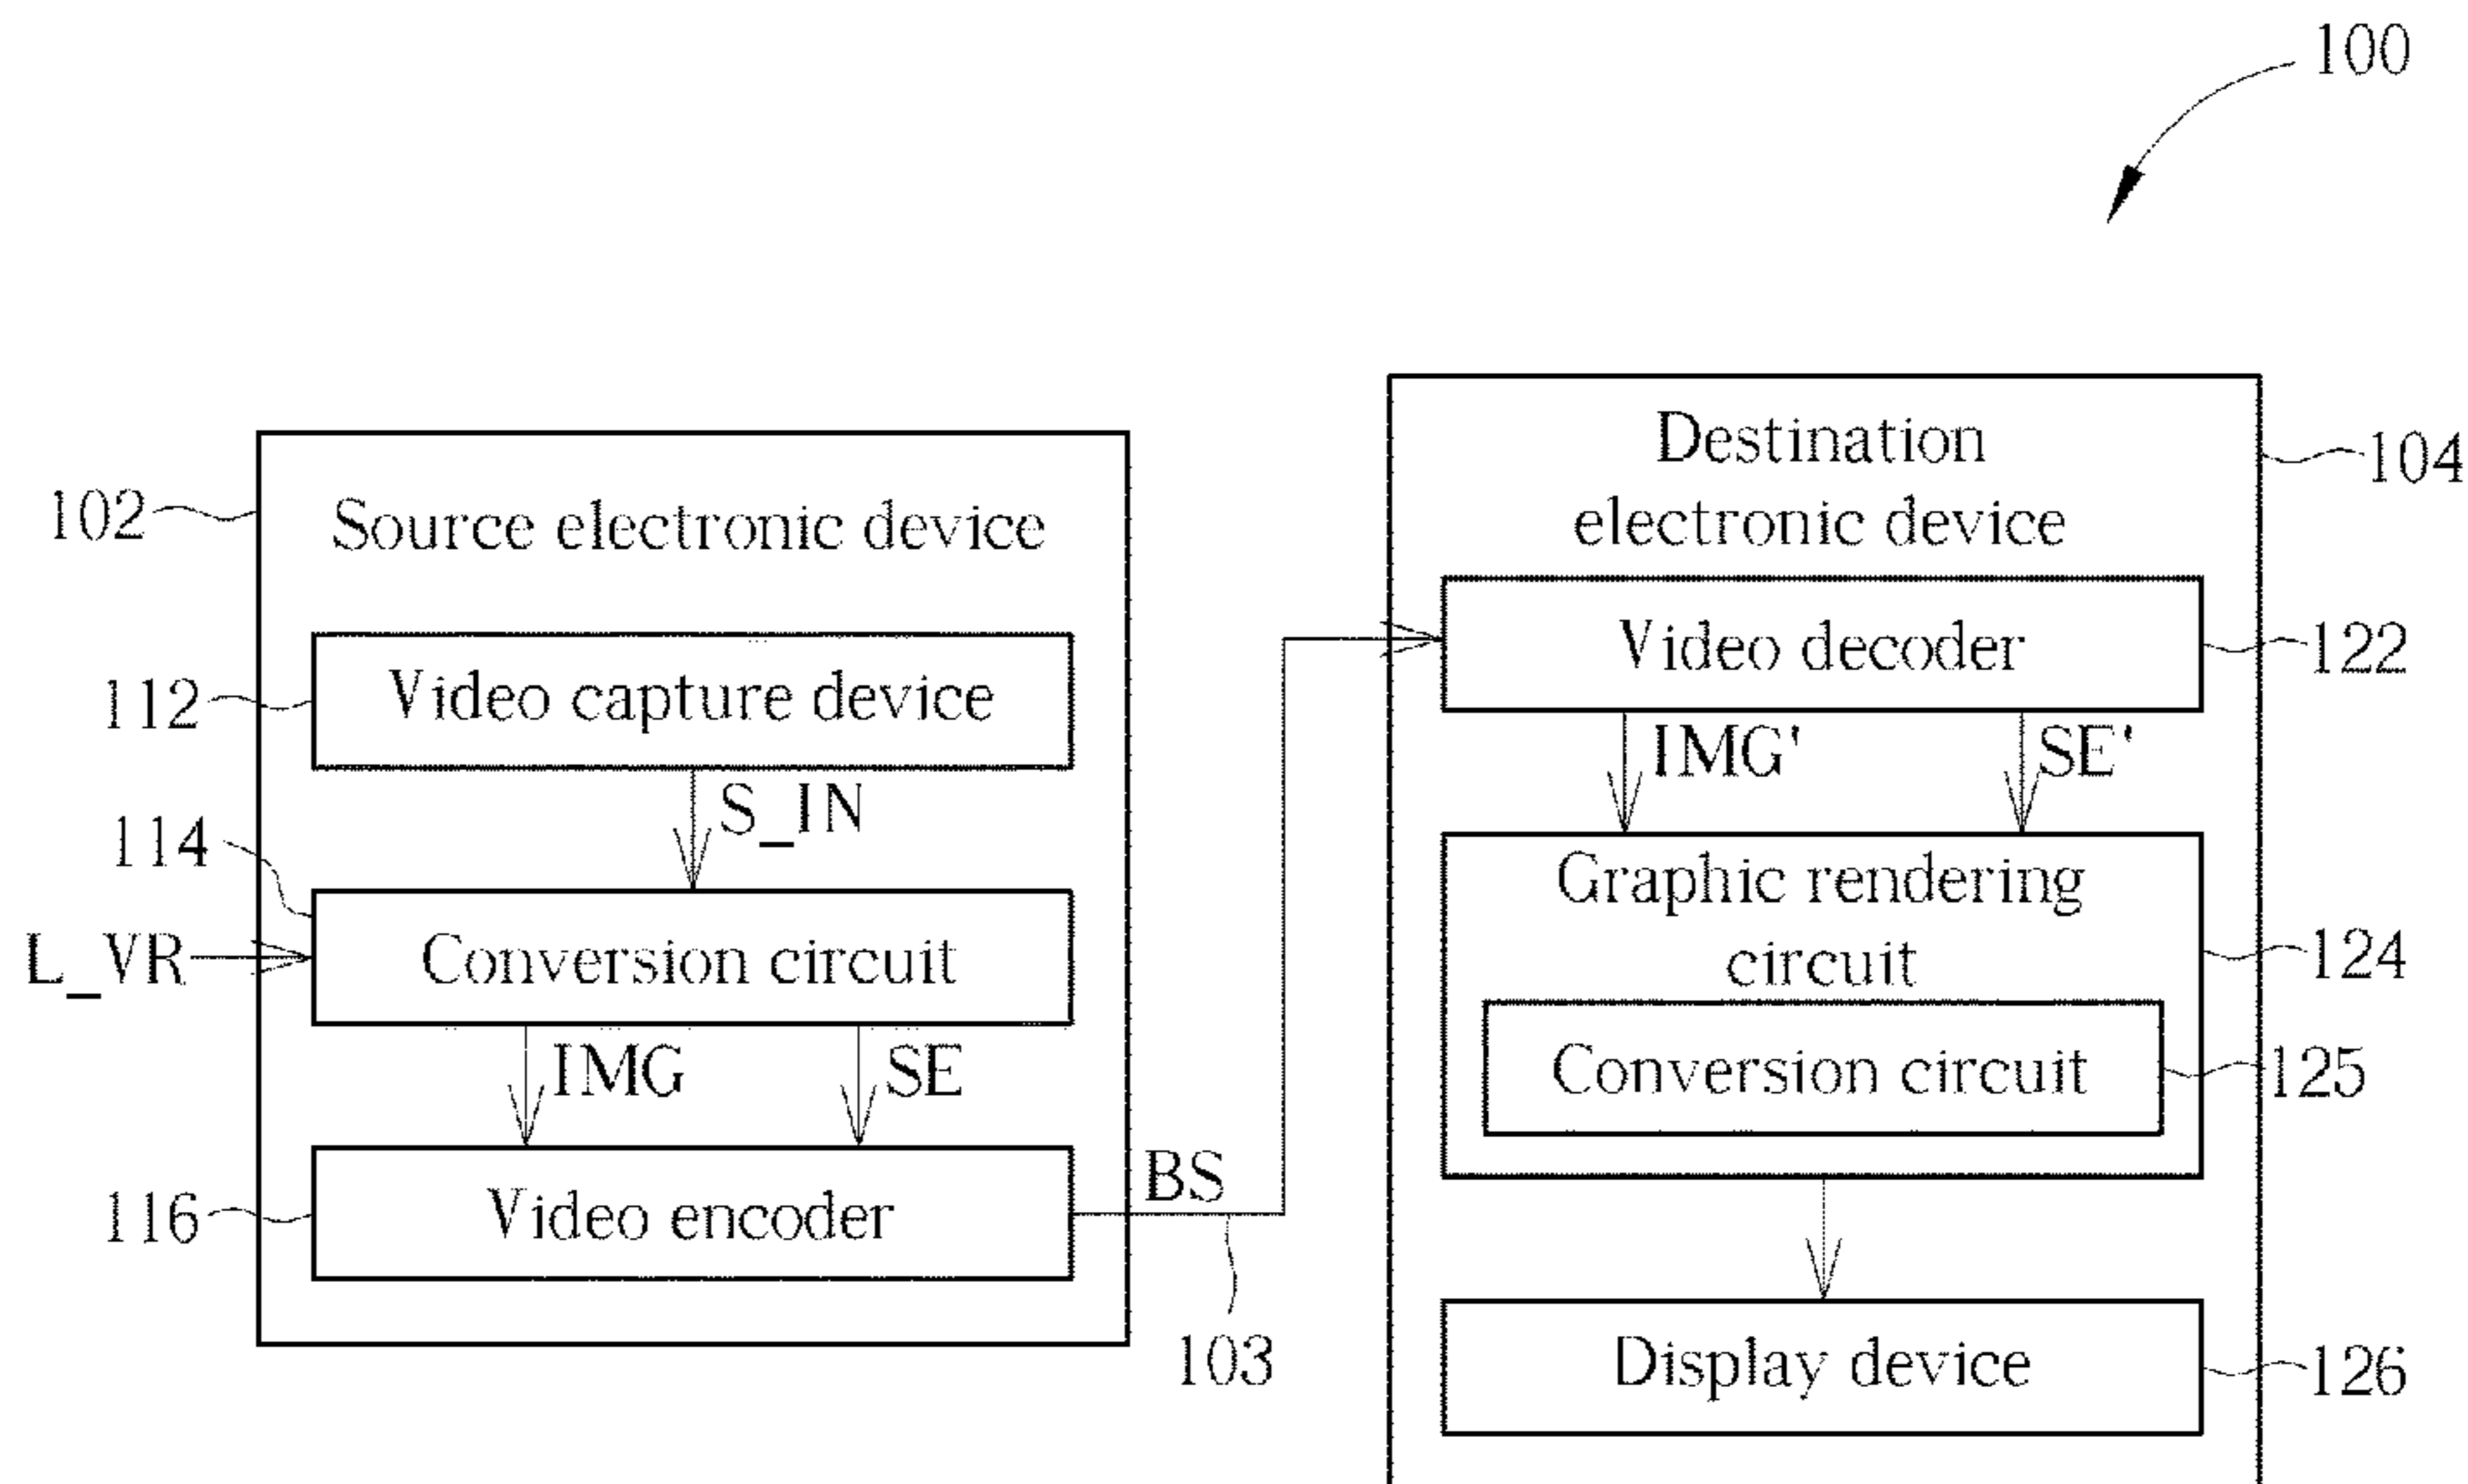 100
Source electronic device
102
Video capture device
112
S_IN
114
L_VR
Conversion circuit
IMG
SE
116
Video encoder
BS
103
Destination
electronic device
104
Video decoder
122
IMG'
SE'
Graphic rendering
circuit
124
Conversion circuit
125
Display device
126